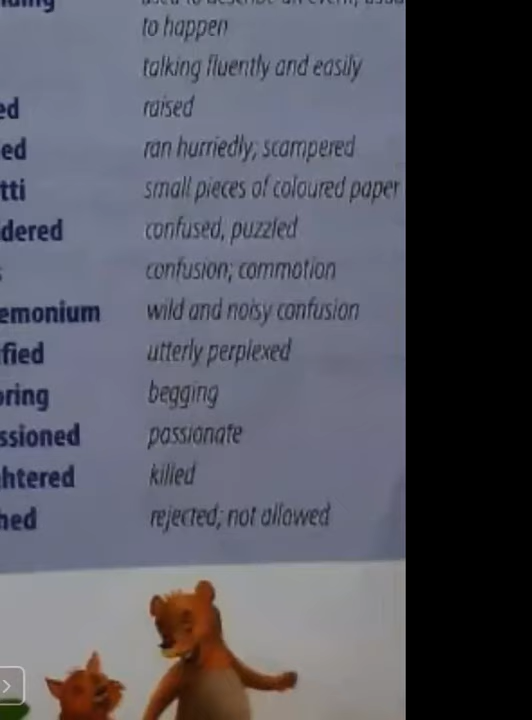 to happen
talking fluently and easily
ed raised
ed ran hurriedly; scampered
tti small pieces of coloured paper
dered confused, puzzled
s confusion; commotion
emonium wild and noisy confusion
fied utterly perplexed
oring begging
ssioned passionate
htered killed
hed rejected; not allowed